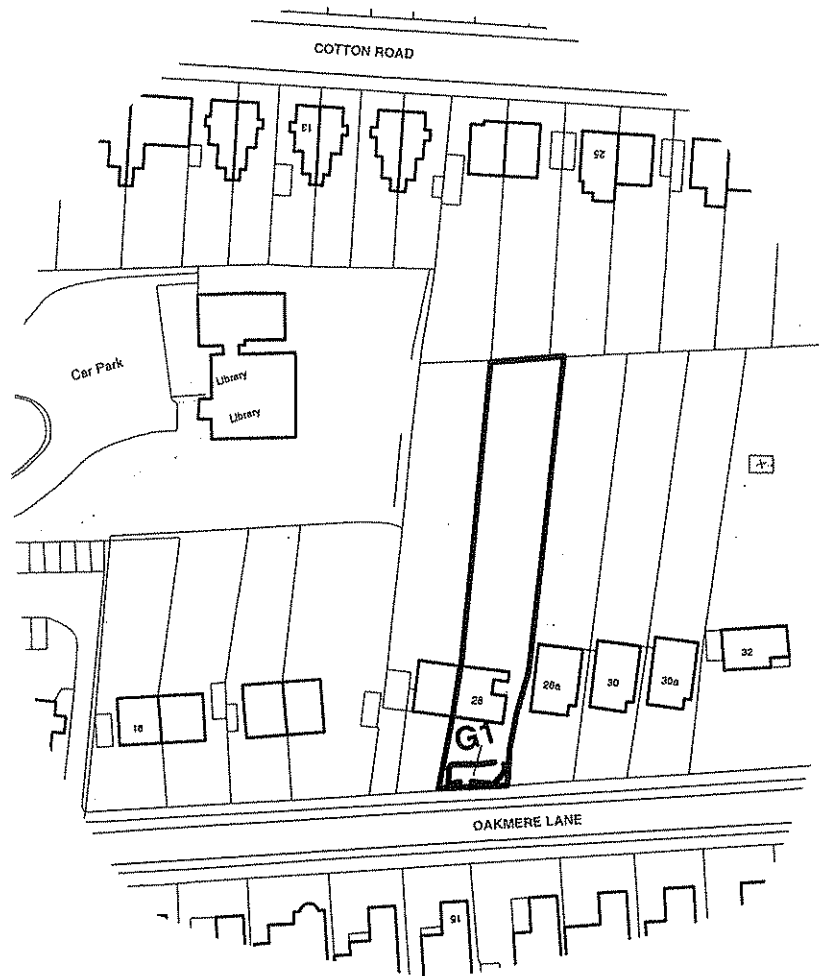 COTTON ROAD
13
25
Car Park
Library
Library
32
28a
30
30a
28
18
G1
OAKMERE LANE
15